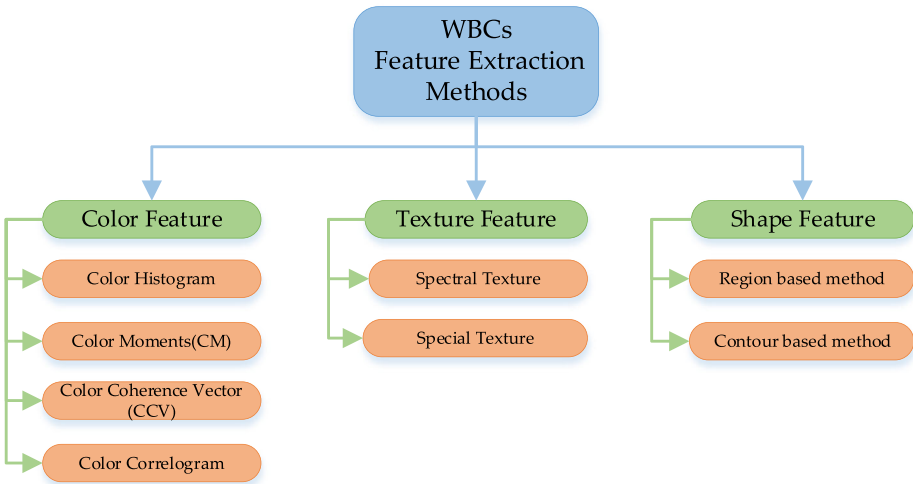 WBCs
Feature Extraction
Methods
Color Feature
Color Histogram
Color Moments(CM)
Color Coherence Vector
(CCV)
Color Correlogram
Texture Feature
Spectral Texture
Special Texture
Shape Feature
Region based method
Contour based method